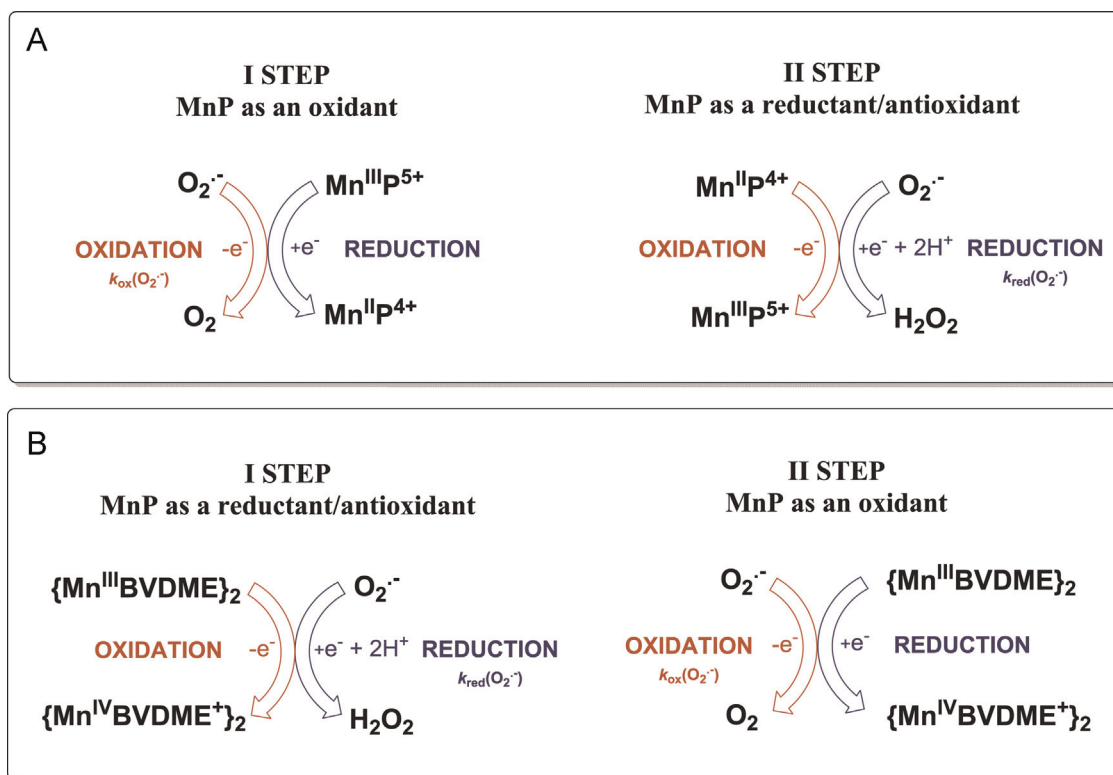 A
I STEP
MnP as an oxidant
O₂·⁻
MnᴵᴵᴵP⁵⁺
OXIDATION -e⁻ +e⁻ REDUCTION
kₒₓ(O₂·⁻)
O₂
MnᴵᴵP⁴⁺
II STEP
MnP as a reductant/antioxidant
MnᴵᴵP⁴⁺
O₂·⁻
OXIDATION -e⁻ +e⁻ + 2H⁺ REDUCTION
k_red(O₂·⁻)
MnᴵᴵᴵP⁵⁺
H₂O₂
B
I STEP
MnP as a reductant/antioxidant
{MnᴵᴵᴵBVDME}₂
O₂·⁻
OXIDATION -e⁻ +e⁻ + 2H⁺ REDUCTION
k_red(O₂·⁻)
{MnᴵⱽBVDME⁺}₂
H₂O₂
II STEP
MnP as an oxidant
O₂·⁻
{MnᴵᴵᴵBVDME}₂
OXIDATION -e⁻ +e⁻ REDUCTION
kₒₓ(O₂·⁻)
O₂
{MnᴵⱽBVDME⁺}₂